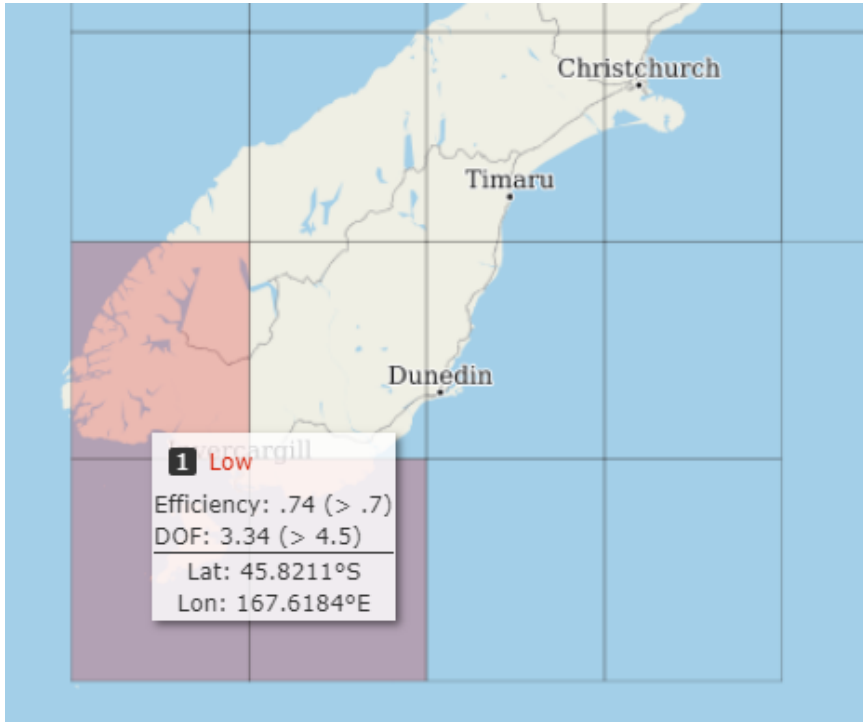 Christchurch
Timaru
Dunedin
Invercargill
1 Low
Efficiency: .74 (> .7)
DOF: 3.34 (> 4.5)
Lat: 45.8211°S
Lon: 167.6184°E